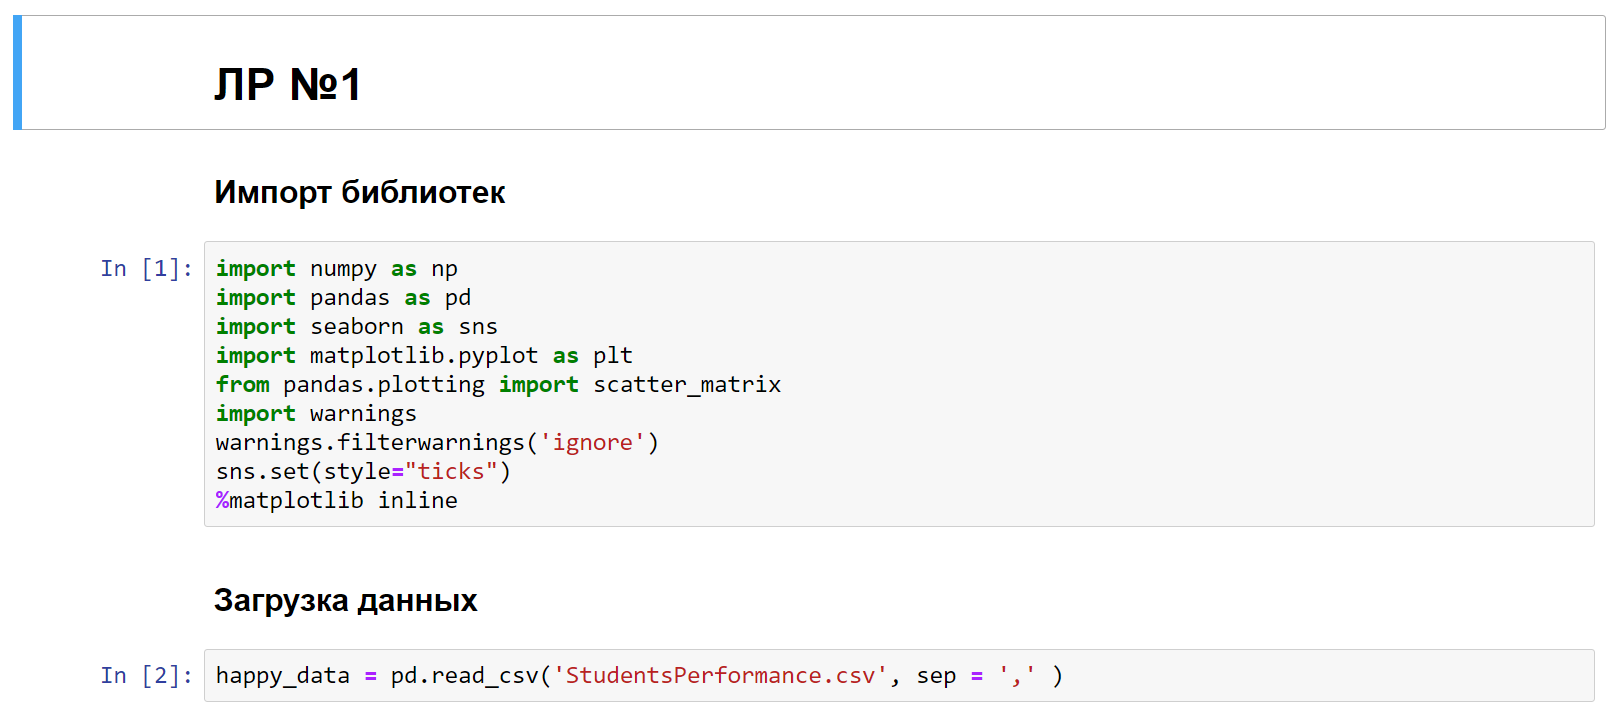 ЛР №1
Импорт библиотек
In [1]:
import numpy as np
import pandas as pd
import seaborn as sns
import matplotlib.pyplot as plt
from pandas.plotting import scatter_matrix
import warnings
warnings.filterwarnings('ignore')
sns.set(style="ticks")
%matplotlib inline
Загрузка данных
In [2]:
happy_data = pd.read_csv('StudentsPerformance.csv', sep = ',' )